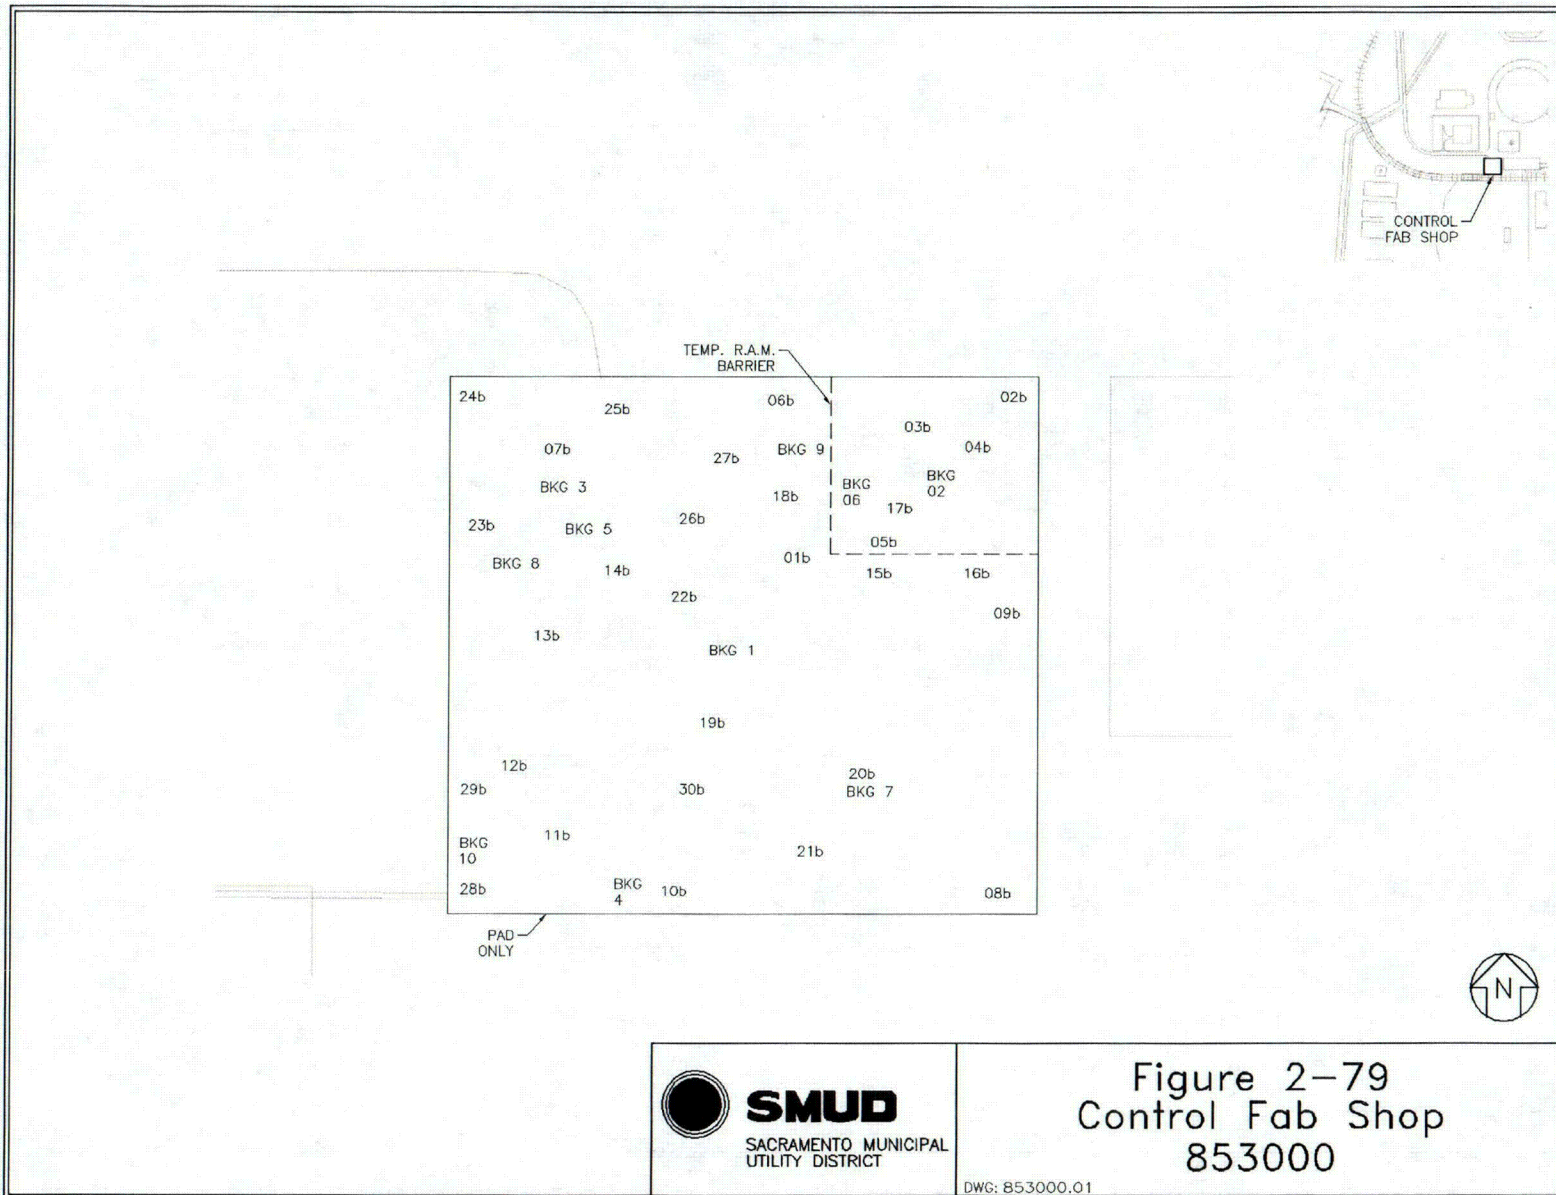 CONTROL
FAB SHOP
TEMP. R.A.M.
BARRIER
24b
25b
06b
02b
03b
07b
27b
BKG 9
04b
BKG 3
18b
BKG
06
BKG
02
17b
23b
BKG 5
26b
05b
BKG 8
14b
01b
15b
16b
22b
09b
13b
BKG 1
19b
12b
20b
29b
30b
BKG 7
11b
BKG
10
21b
28b
BKG
4
10b
08b
PAD
ONLY
N
SMUD
SACRAMENTO MUNICIPAL
UTILITY DISTRICT
Figure 2-79
Control Fab Shop
853000
DWG: 853000.01